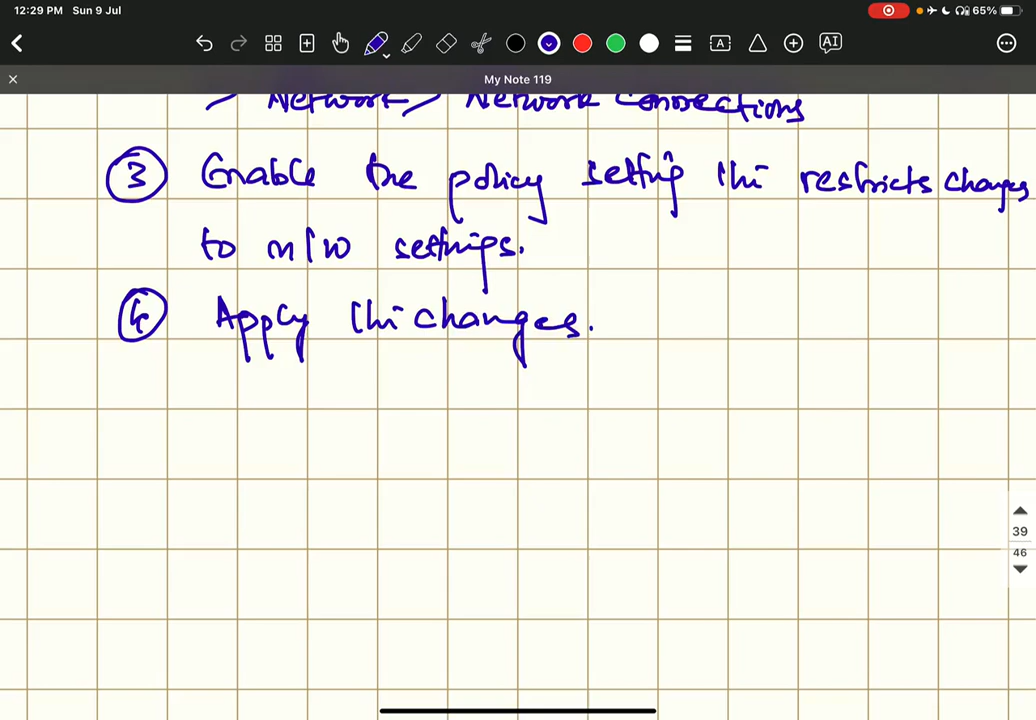 12:29 PM Sun 9 Jul
65%
A
AI
My Note 119
Network / Network Connections
③ Enable the policy setting thi restricts changes
to n/w settings.
④ Apply thi changes.
39
46